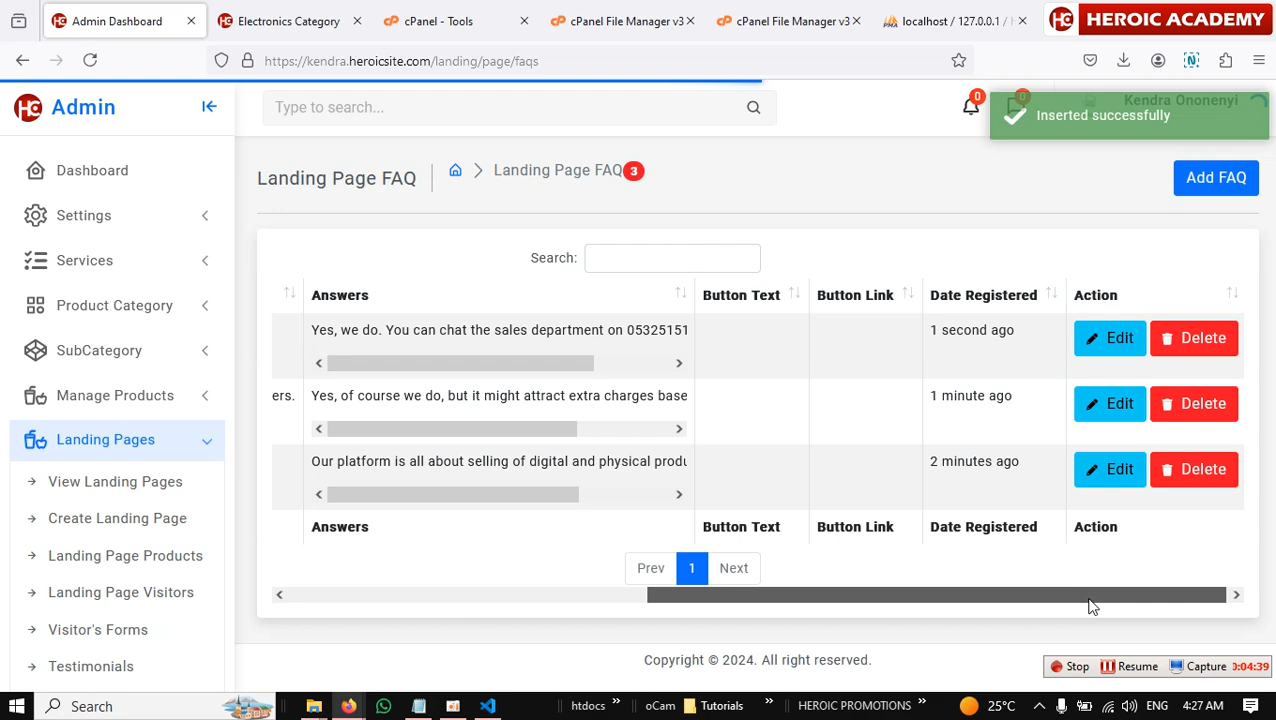 Admin Dashboard
Electronics Category
cPanel - Tools
cPanel File Manager v3
cPanel File Manager v3
localhost / 127.0.0.1 /
HEROIC ACADEMY
https://kendra.heroicsite.com/landing/page/faqs
Admin
Type to search...
0
0
Kendra Ononenyi
Inserted successfully
Dashboard
Settings
Services
Product Category
SubCategory
Manage Products
Landing Pages
View Landing Pages
Create Landing Page
Landing Page Products
Landing Page Visitors
Visitor's Forms
Testimonials
Landing Page FAQ
Landing Page FAQ 3
Add FAQ
Search:
Answers Button Text Button Link Date Registered Action
Yes, we do. You can chat the sales department on 05325151 1 second ago Edit Delete
ers. Yes, of course we do, but it might attract extra charges base 1 minute ago Edit Delete
Our platform is all about selling of digital and physical produ 2 minutes ago Edit Delete
Answers Button Text Button Link Date Registered Action
Prev 1 Next
Copyright © 2024. All right reserved.
Stop Resume Capture 0:04:39
Search
htdocs
oCam
Tutorials
HEROIC PROMOTIONS
25°C
ENG
4:27 AM